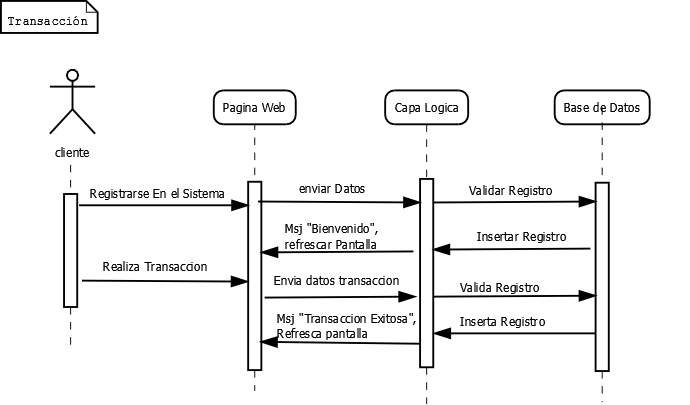 Transacción
Pagina Web
Capa Logica
Base de Datos
cliente
Registrarse En el Sistema
enviar Datos
Validar Registro
Msj "Bienvenido",
refrescar Pantalla
Insertar Registro
Realiza Transaccion
Envia datos transaccion
Valida Registro
Msj "Transaccion Exitosa",
Refresca pantalla
Inserta Registro